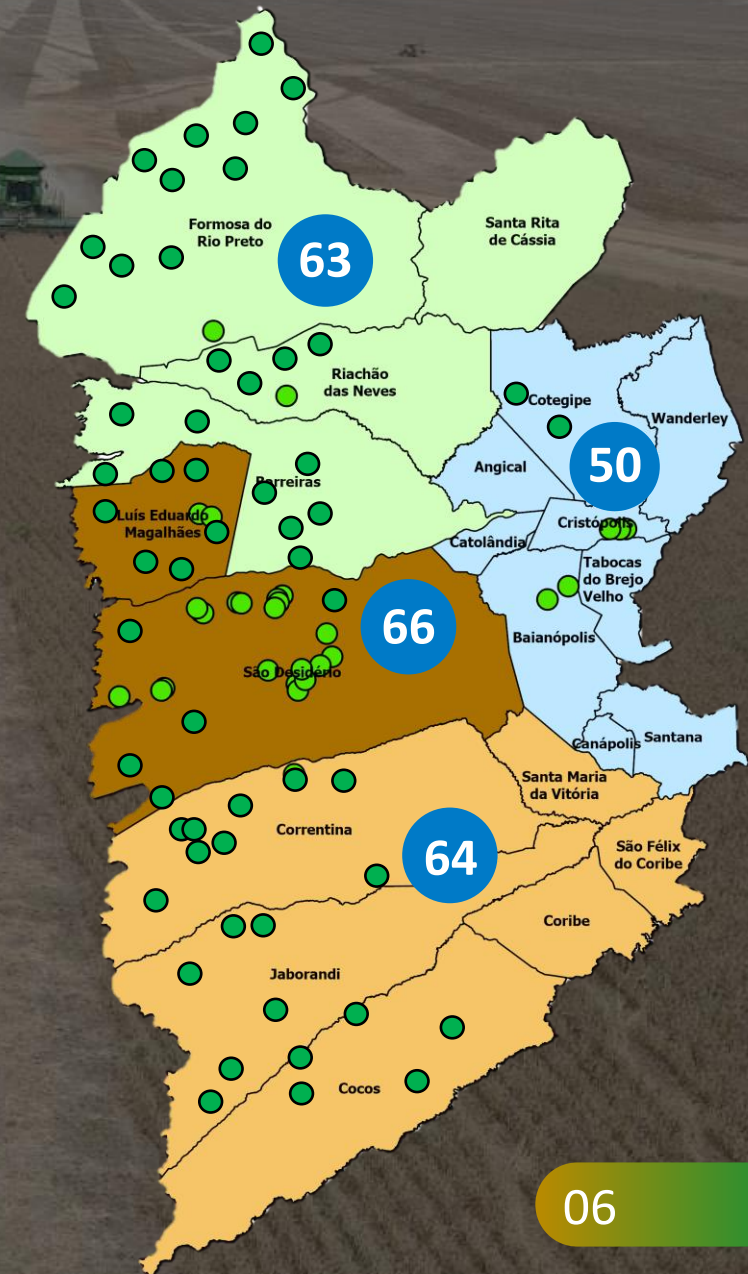 Formosa do
Rio Preto
63
Santa Rita
de Cássia
Riachão
das Neves
Cotegipe
Wanderley
50
Angical
Barreiras
Luís Eduardo
Magalhães
Cristópolis
Catolândia
Tabocas
do Brejo
Velho
66
Baianópolis
São Desidério
Canápolis
Santana
Santa Maria
da Vitória
Correntina
64
São Félix
do Coribe
Coribe
Jaborandi
Cocos
06